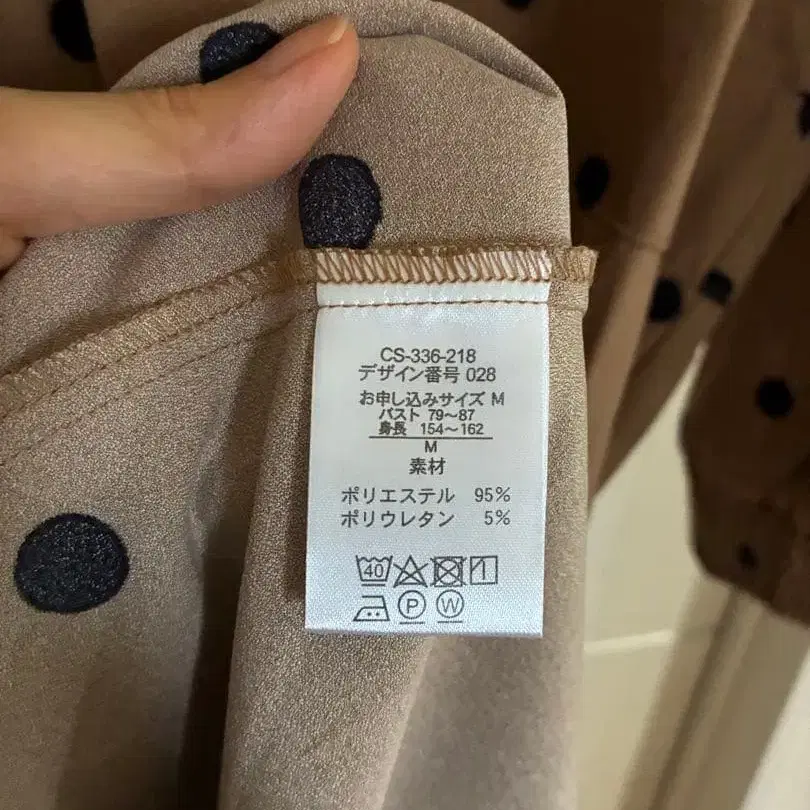 CS-336-218
デザイン番号 028
お申し込みサイズ M
バスト 79～87
身長 154～162
M
素材
ポリエステル 95%
ポリウレタン 5%
40
P W